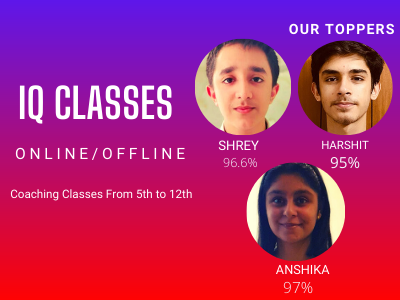 OUR TOPPERS
IQ CLASSES
ONLINE/OFFLINE
Coaching Classes From 5th to 12th
SHREY
96.6%
HARSHIT
95%
ANSHIKA
97%